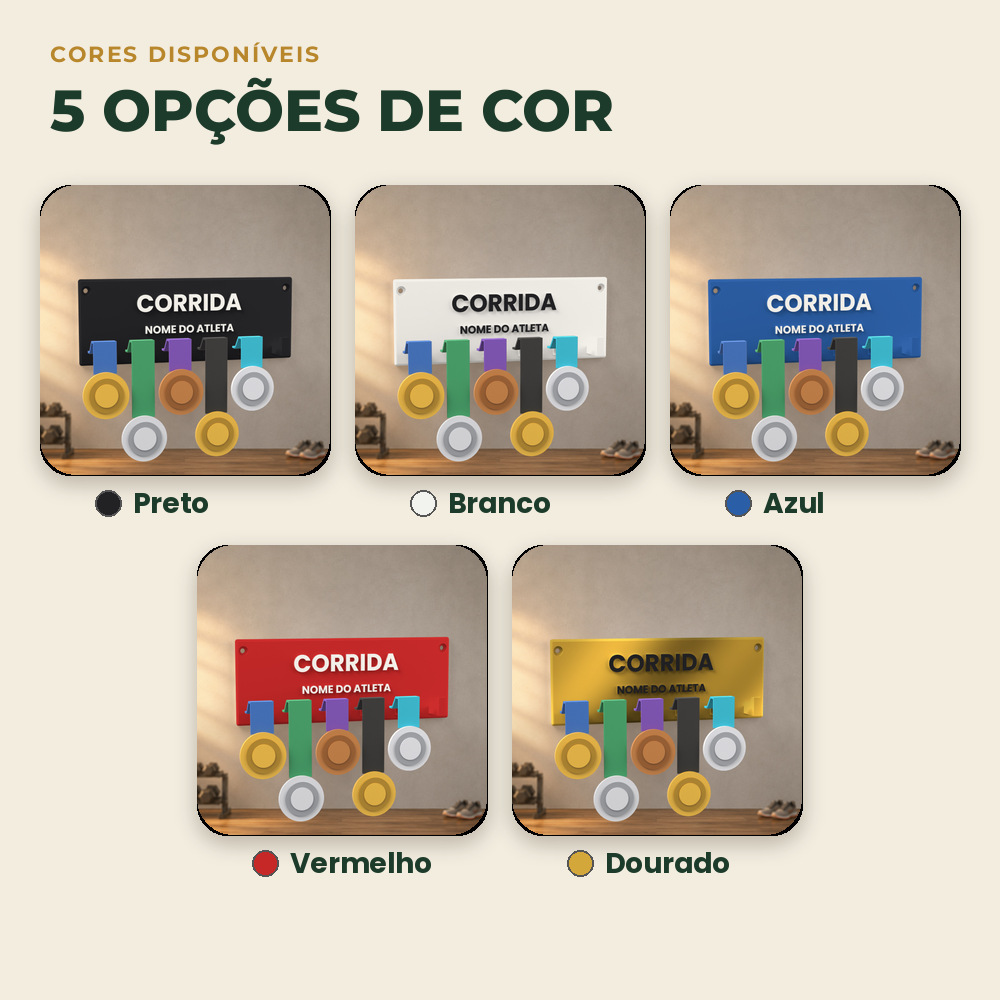 CORES DISPONÍVEIS
5 OPÇÕES DE COR
CORRIDA
NOME DO ATLETA
CORRIDA
NOME DO ATLETA
CORRIDA
NOME DO ATLETA
Preto
Branco
Azul
CORRIDA
NOME DO ATLETA
CORRIDA
NOME DO ATLETA
Vermelho
Dourado